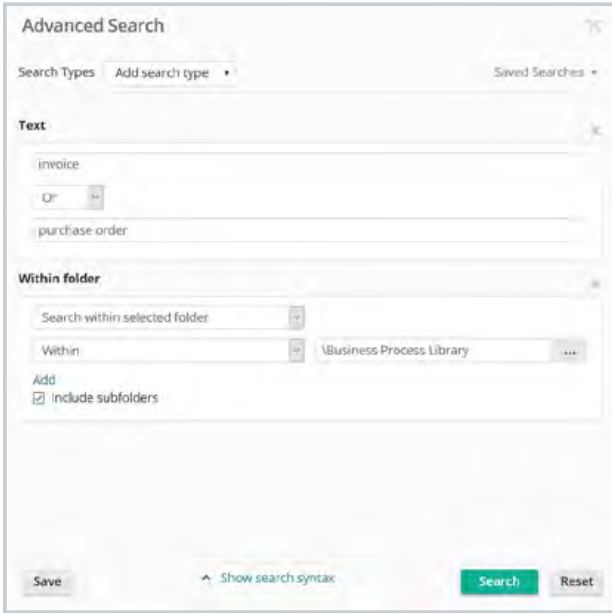 Advanced Search
Search Types Add search type Saved Searches
Text
invoice
Or
purchase order
Within folder
Search within selected folder
Within \Business Process Library ...
Add
Include subfolders
Save Show search syntax Search Reset